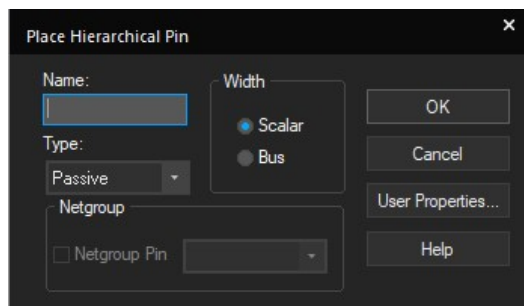 Place Hierarchical Pin
×
Name:
Type:
Passive
Width
Scalar
Bus
Netgroup
Netgroup Pin
OK
Cancel
User Properties...
Help